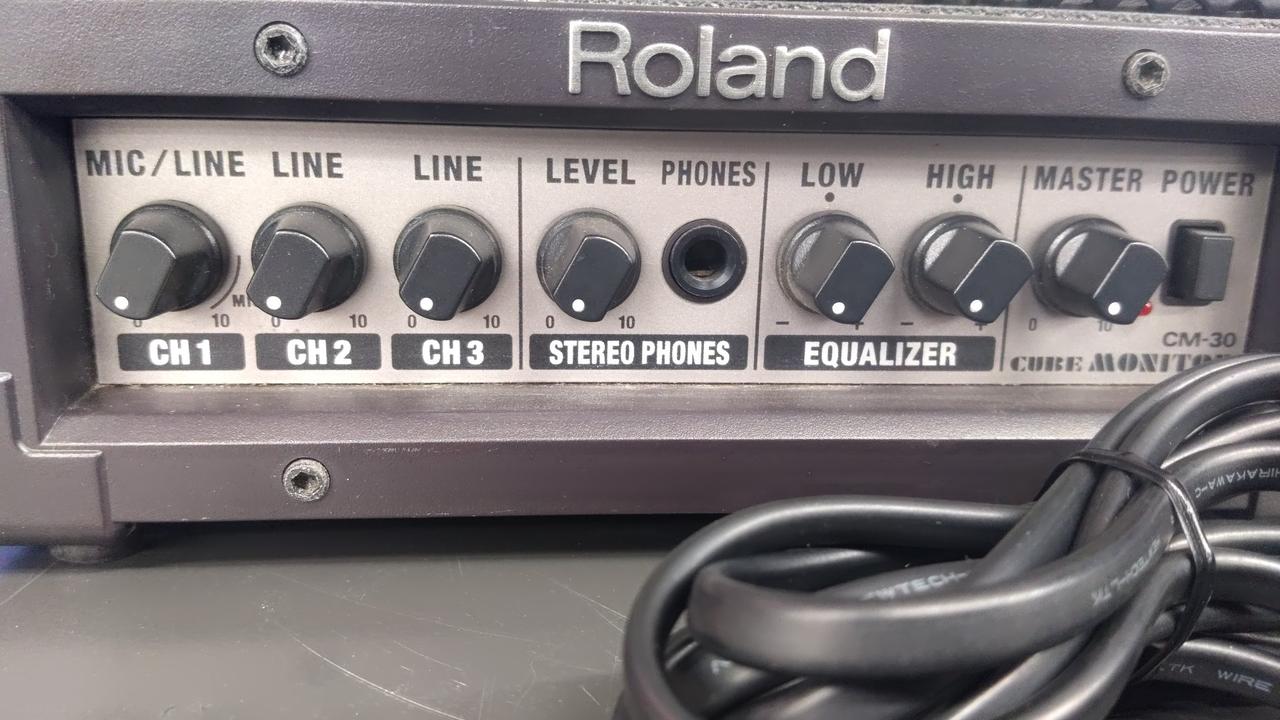 Roland
MIC/LINE LINE LINE LEVEL PHONES LOW HIGH MASTER POWER
0 10 0 10 0 10 0 10 − + − + 0 10
CH 1 CH 2 CH 3 STEREO PHONES EQUALIZER
CM-30
CUBE
WIRE